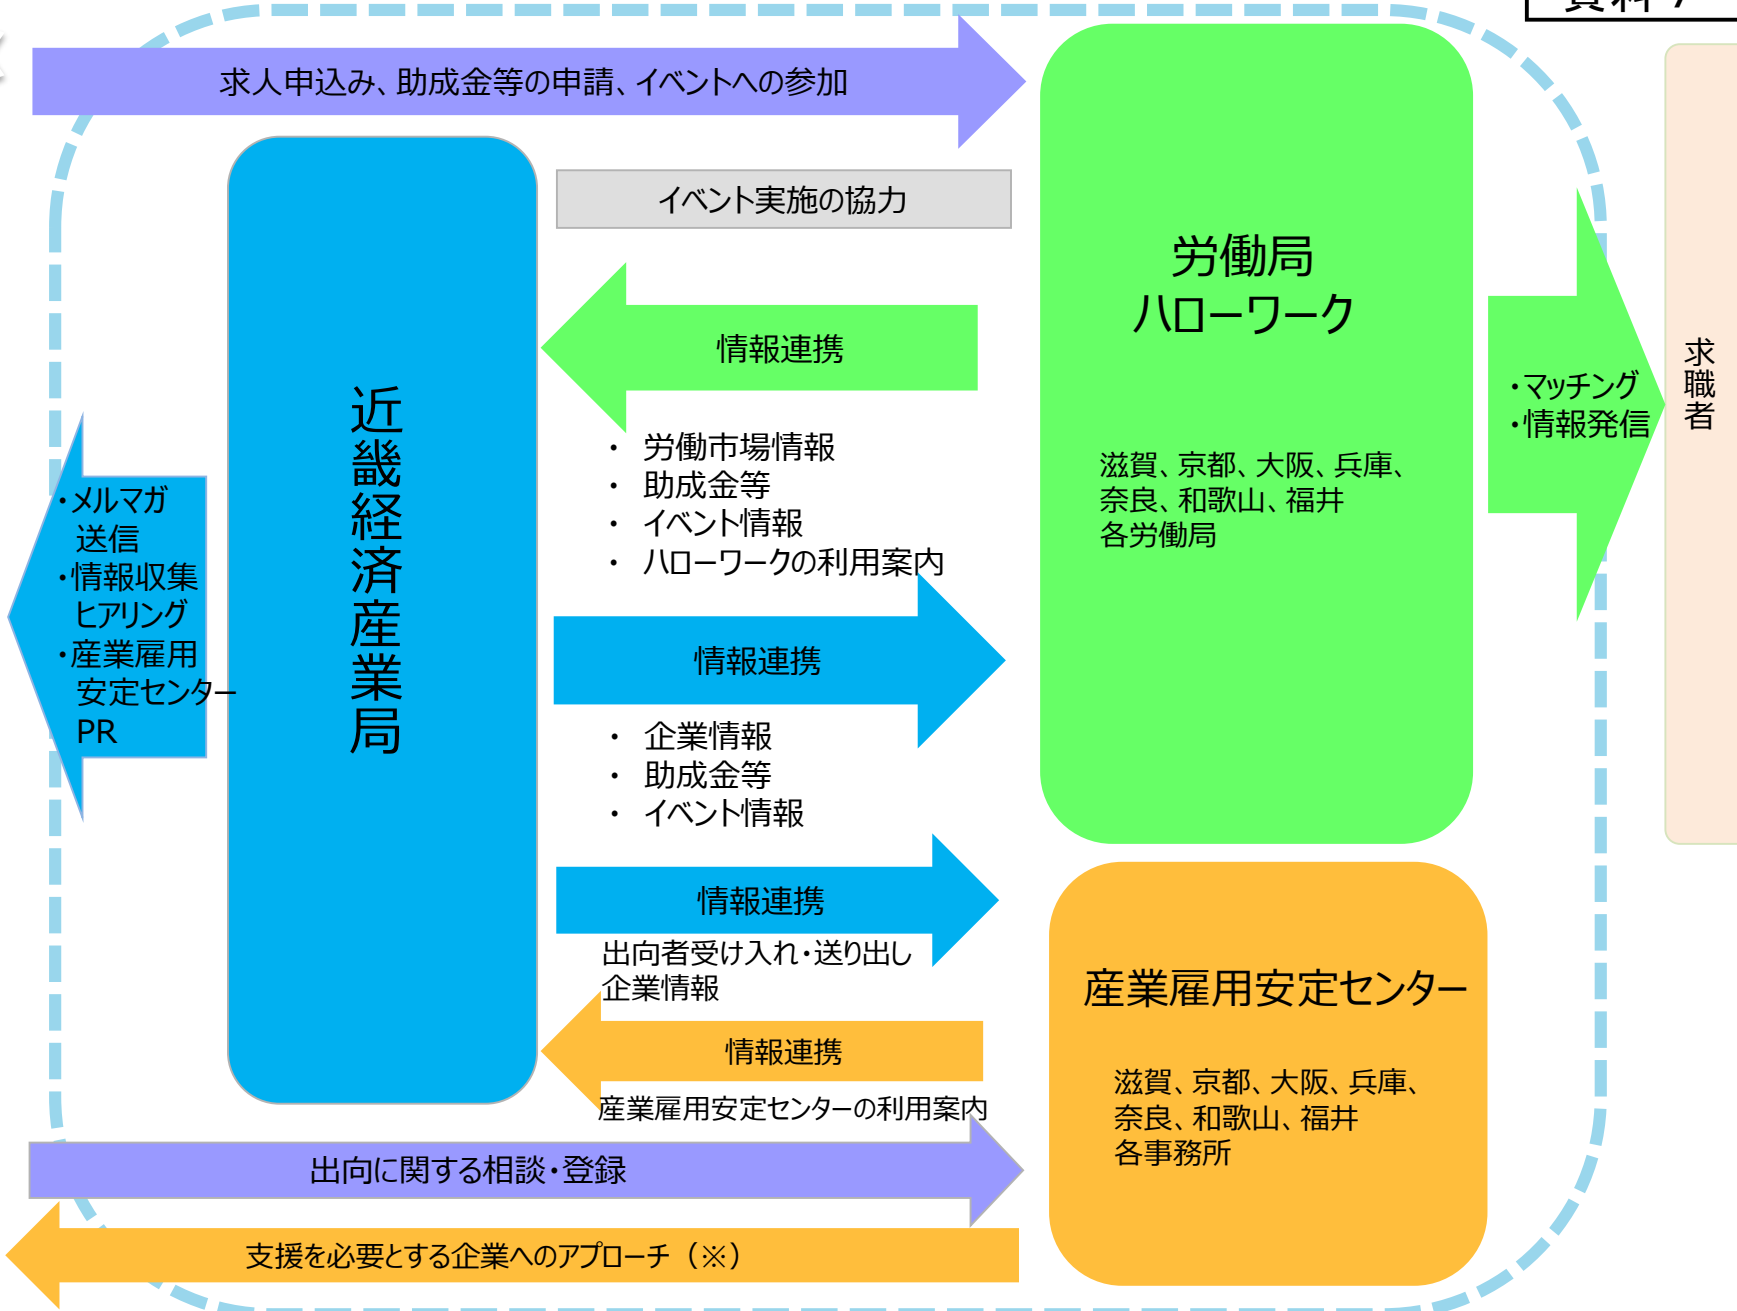 求人申込み、助成金等の申請、イベントへの参加
イベント実施の協力
労働局
ハローワーク
滋賀、京都、大阪、兵庫、
奈良、和歌山、福井
各労働局
情報連携
・ 労働市場情報
・ 助成金等
・ イベント情報
・ ハローワークの利用案内
近畿経済産業局
・メルマガ
送信
・情報収集
ヒアリング
・産業雇用
安定センター
PR
・マッチング
・情報発信
求職者
情報連携
・ 企業情報
・ 助成金等
・ イベント情報
情報連携
出向者受け入れ・送り出し
企業情報
産業雇用安定センター
滋賀、京都、大阪、兵庫、
奈良、和歌山、福井
各事務所
情報連携
産業雇用安定センターの利用案内
出向に関する相談・登録
支援を必要とする企業へのアプローチ（※）